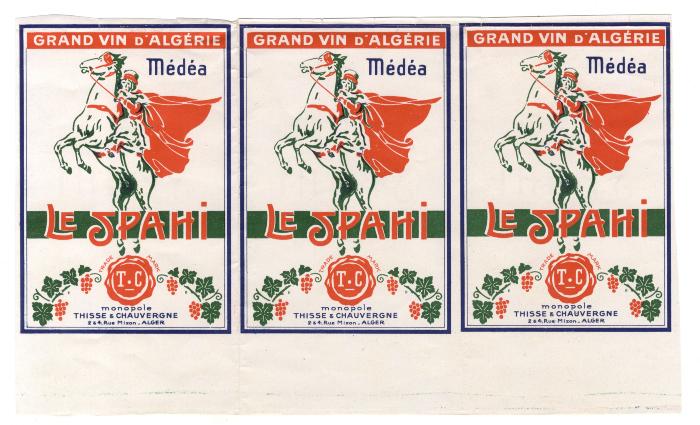 GRAND VIN D'ALGÉRIE
Médéa
LE SPAHI
TRADE MARK
T-C
monopole
THISSE & CHAUVERGNE
2 & 4, Rue Mizon - ALGER
GRAND VIN D'ALGÉRIE
Médéa
LE SPAHI
TRADE MARK
T-C
monopole
THISSE & CHAUVERGNE
2 & 4, Rue Mizon - ALGER
GRAND VIN D'ALGÉRIE
Médéa
LE SPAHI
TRADE MARK
T-C
monopole
THISSE & CHAUVERGNE
2 & 4, Rue Mizon - ALGER